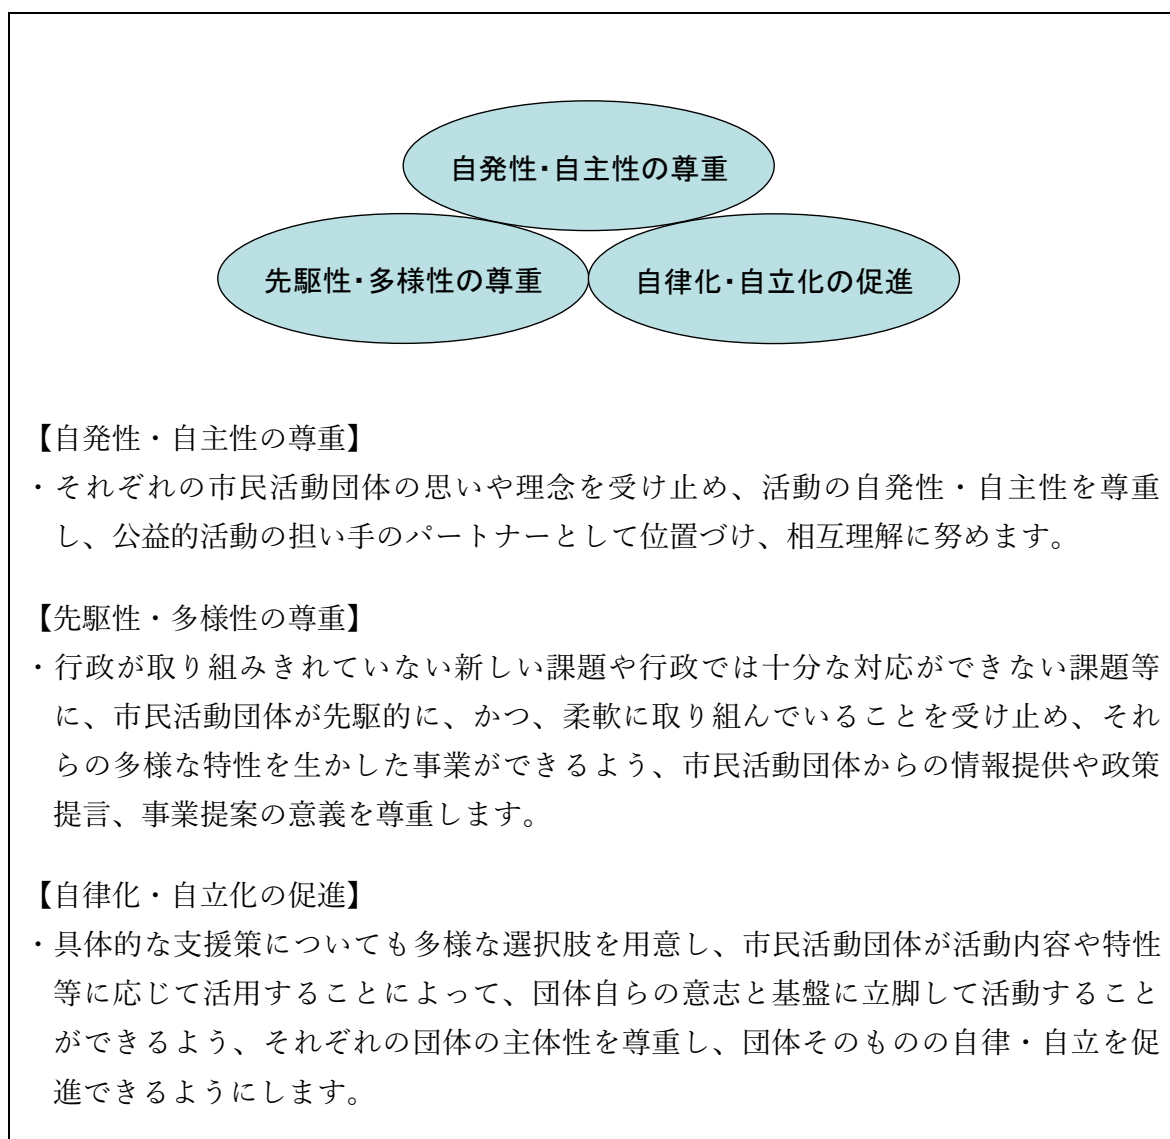 自発性・自主性の尊重
先駆性・多様性の尊重
自律化・自立化の促進
【自発性・自主性の尊重】
・それぞれの市民活動団体の思いや理念を受け止め、活動の自発性・自主性を尊重
し、公益的活動の担い手のパートナーとして位置づけ、相互理解に努めます。
【先駆性・多様性の尊重】
・行政が取り組みきれていない新しい課題や行政では十分な対応ができない課題等
に、市民活動団体が先駆的に、かつ、柔軟に取り組んでいることを受け止め、それ
らの多様な特性を生かした事業ができるよう、市民活動団体からの情報提供や政策
提言、事業提案の意義を尊重します。
【自律化・自立化の促進】
・具体的な支援策についても多様な選択肢を用意し、市民活動団体が活動内容や特性
等に応じて活用することによって、団体自らの意志と基盤に立脚して活動すること
ができるよう、それぞれの団体の主体性を尊重し、団体そのものの自律・自立を促
進できるようにします。